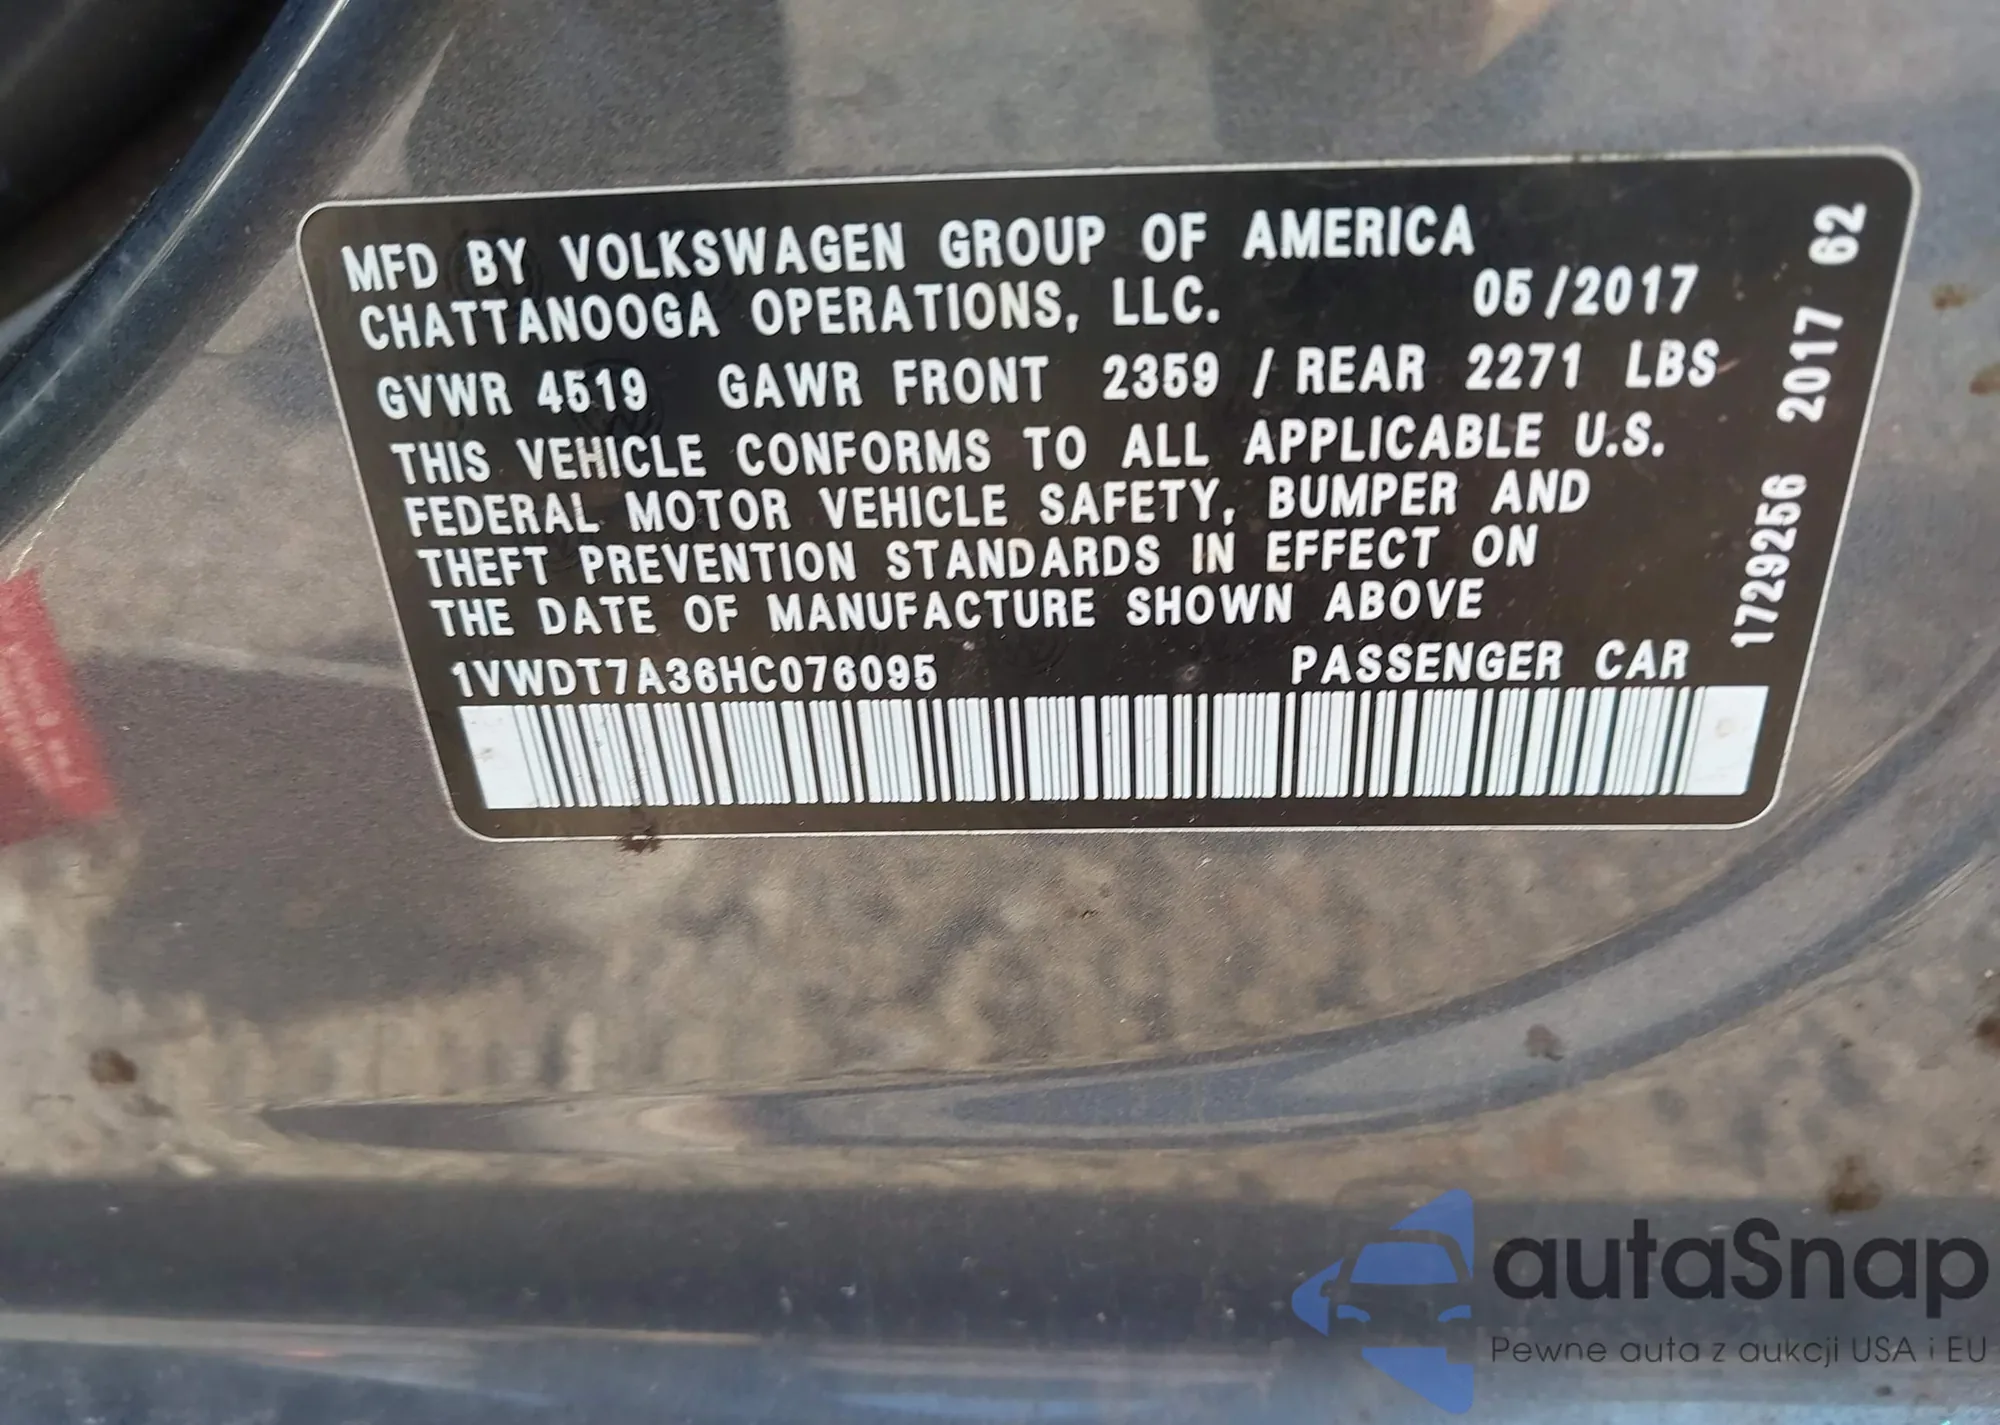 MFD BY VOLKSWAGEN GROUP OF AMERICA
CHATTANOOGA OPERATIONS, LLC. 05/2017
GVWR 4519 GAWR FRONT 2359 / REAR 2271 LBS
THIS VEHICLE CONFORMS TO ALL APPLICABLE U.S.
FEDERAL MOTOR VEHICLE SAFETY, BUMPER AND
THEFT PREVENTION STANDARDS IN EFFECT ON
THE DATE OF MANUFACTURE SHOWN ABOVE
1VWDT7A36HC076095 PASSENGER CAR
1729256 2017 62
autaSnap
Pewne auta z aukcji USA i EU